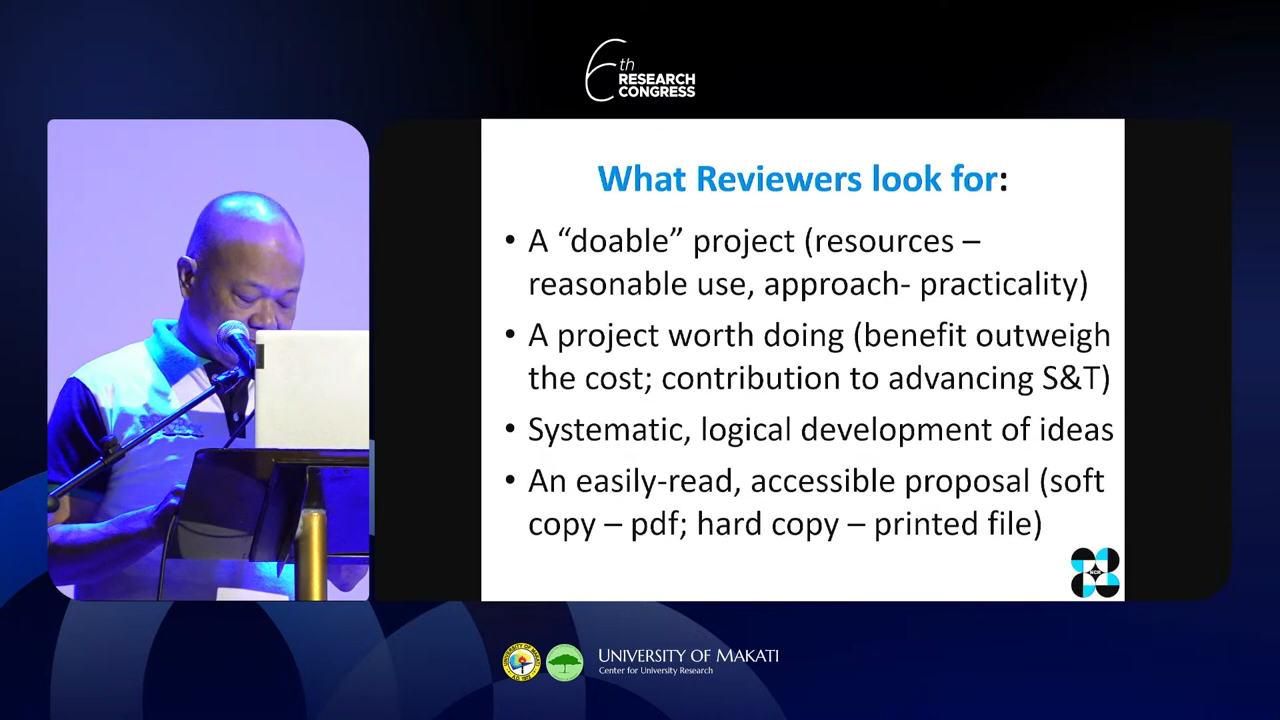 6th
RESEARCH
CONGRESS
What Reviewers look for:
• A “doable” project (resources –
reasonable use, approach- practicality)
• A project worth doing (benefit outweigh
the cost; contribution to advancing S&T)
• Systematic, logical development of ideas
• An easily-read, accessible proposal (soft
copy – pdf; hard copy – printed file)
UNIVERSITY OF MAKATI
Center for University Research